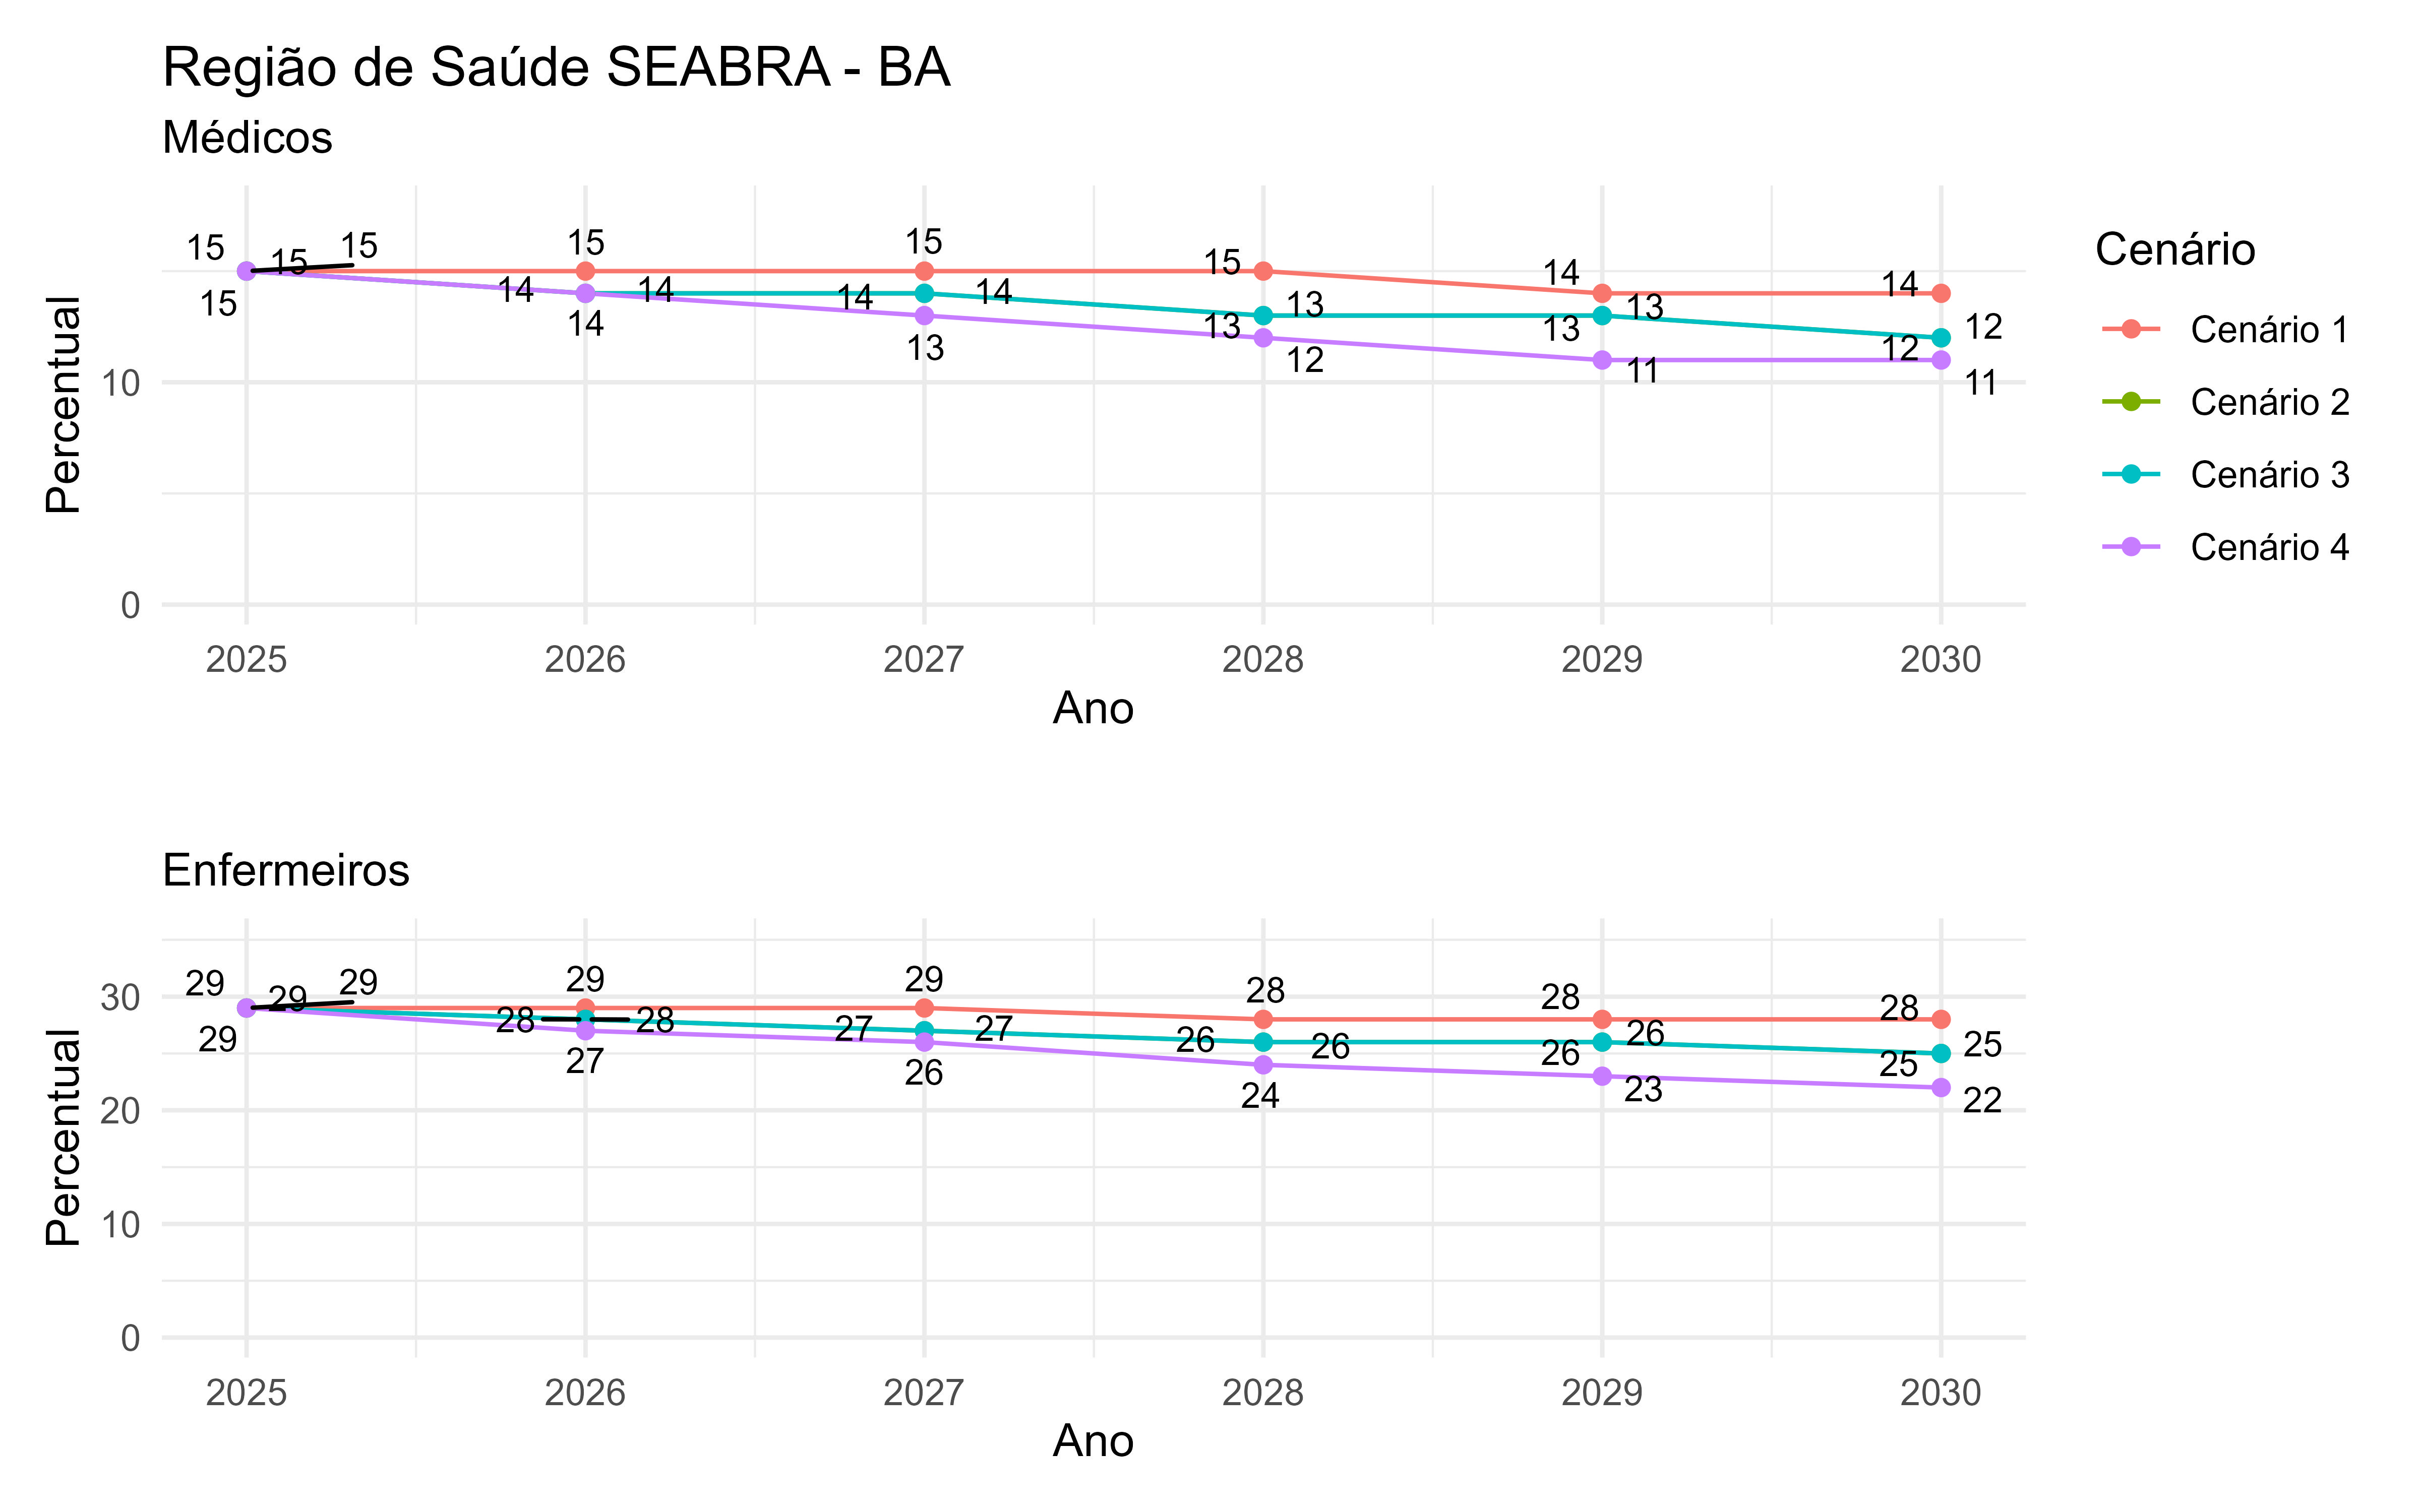 Região de Saúde SEABRA - BA
Médicos
Percentual
10
0
15 15 15 15
15 14 14 14
15 14 14 13
15 13 13 12
14 13 13 11
14 12 12 11
2025 2026 2027 2028 2029 2030
Ano
Cenário
Cenário 1
Cenário 2
Cenário 3
Cenário 4
Enfermeiros
Percentual
30
20
10
0
29 29 29 29
29 28 28 27
29 27 27 26
28 26 26 24
28 26 26 23
28 25 25 22
2025 2026 2027 2028 2029 2030
Ano